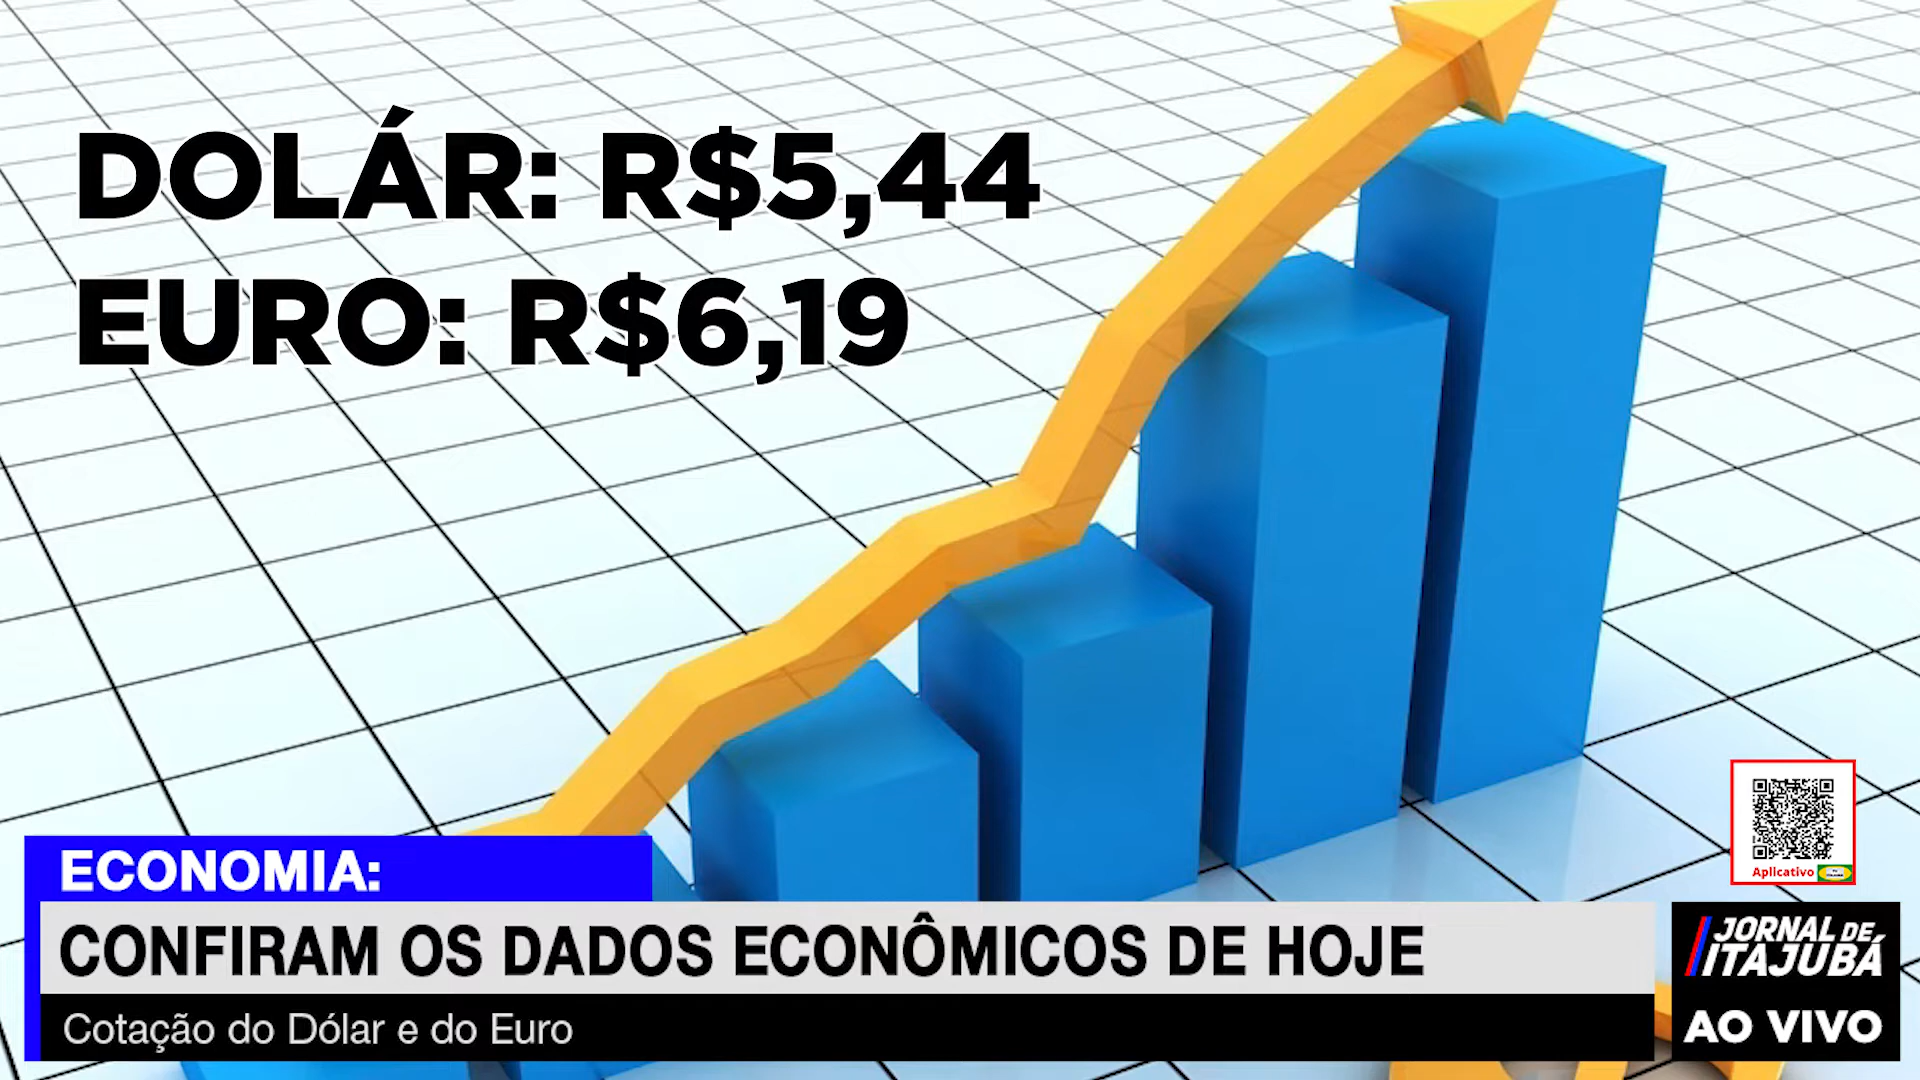 DOLÁR: R$5,44
EURO: R$6,19
ECONOMIA:
CONFIRAM OS DADOS ECONÔMICOS DE HOJE
Cotação do Dólar e do Euro
Aplicativo
JORNAL DE
ITAJUBÁ
AO VIVO